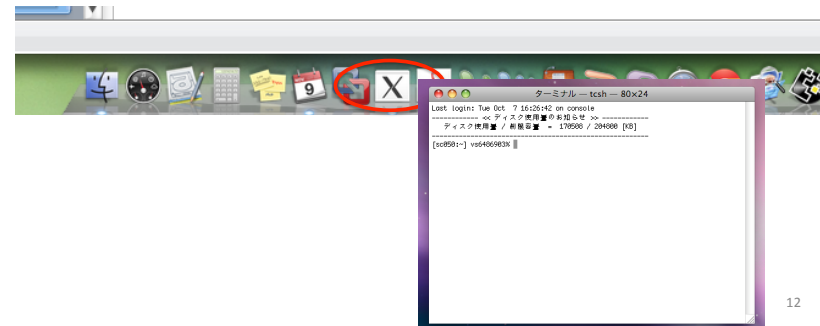 9
X
ターミナル — tcsh — 80×24
Last login: Tue Oct  7 16:26:42 on console
------------ << ディスク使用量のお知らせ >> ------------
ディスク使用量 / 制限容量 = 170508 / 204800 [KB]
------------------------------------------------------
[sc050:~] vs6486903%
12